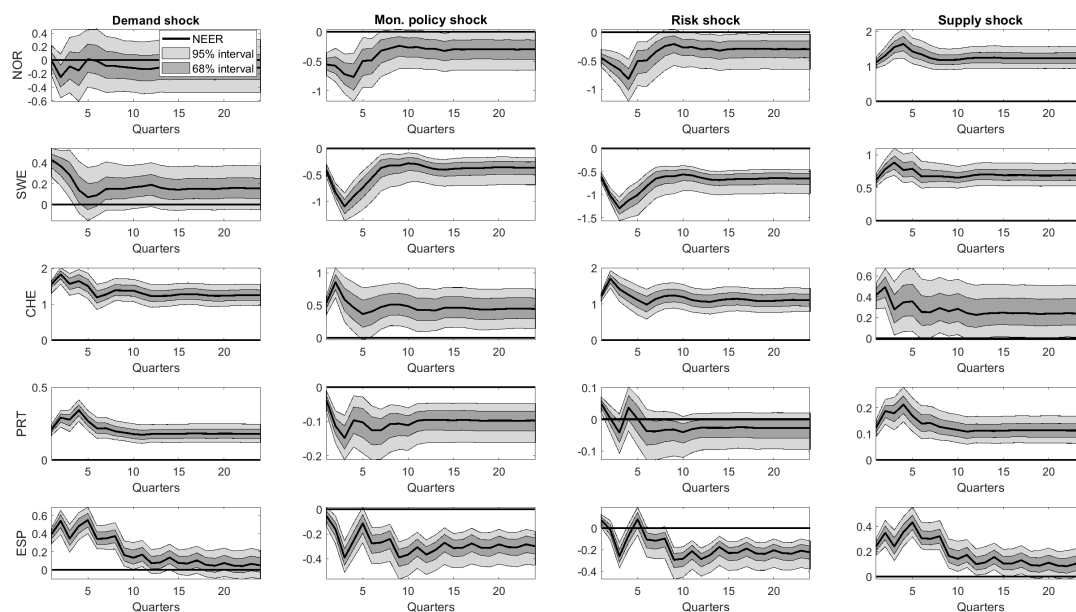 Demand shock
Mon. policy shock
Risk shock
Supply shock
NOR
0.4
0.2
0
-0.2
-0.4
-0.6
NEER
95% interval
68% interval
5 10 15 20
Quarters
0
-0.5
-1
5 10 15 20
Quarters
0
-0.5
-1
5 10 15 20
Quarters
2
1
0
5 10 15 20
Quarters
SWE
0.4
0.2
0
5 10 15 20
Quarters
0
-0.5
-1
5 10 15 20
Quarters
0
-0.5
-1
-1.5
5 10 15 20
Quarters
1
0.5
0
5 10 15 20
Quarters
CHE
2
1
0
5 10 15 20
Quarters
1
0.5
0
5 10 15 20
Quarters
2
1
0
5 10 15 20
Quarters
0.6
0.4
0.2
0
5 10 15 20
Quarters
PRT
0.5
0
5 10 15 20
Quarters
0
-0.1
-0.2
5 10 15 20
Quarters
0.1
0
-0.1
5 10 15 20
Quarters
0.2
0.1
0
5 10 15 20
Quarters
ESP
0.6
0.4
0.2
0
5 10 15 20
Quarters
0
-0.2
-0.4
5 10 15 20
Quarters
0
-0.2
-0.4
5 10 15 20
Quarters
0.4
0.2
0
5 10 15 20
Quarters